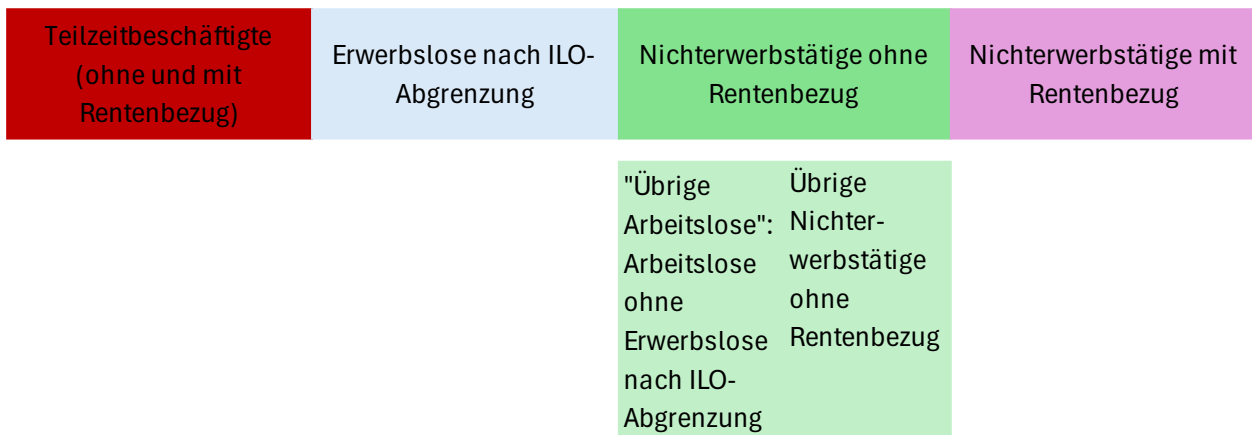 Teilzeitbeschäftigte
(ohne und mit
Rentenbezug)
Erwerbslose nach ILO-
Abgrenzung
Nichterwerbstätige ohne
Rentenbezug
Nichterwerbstätige mit
Rentenbezug
"Übrige
Arbeitslose":
Arbeitslose
ohne
Erwerbslose
nach ILO-
Abgrenzung
Übrige
Nichter-
werbstätige
ohne
Rentenbezug